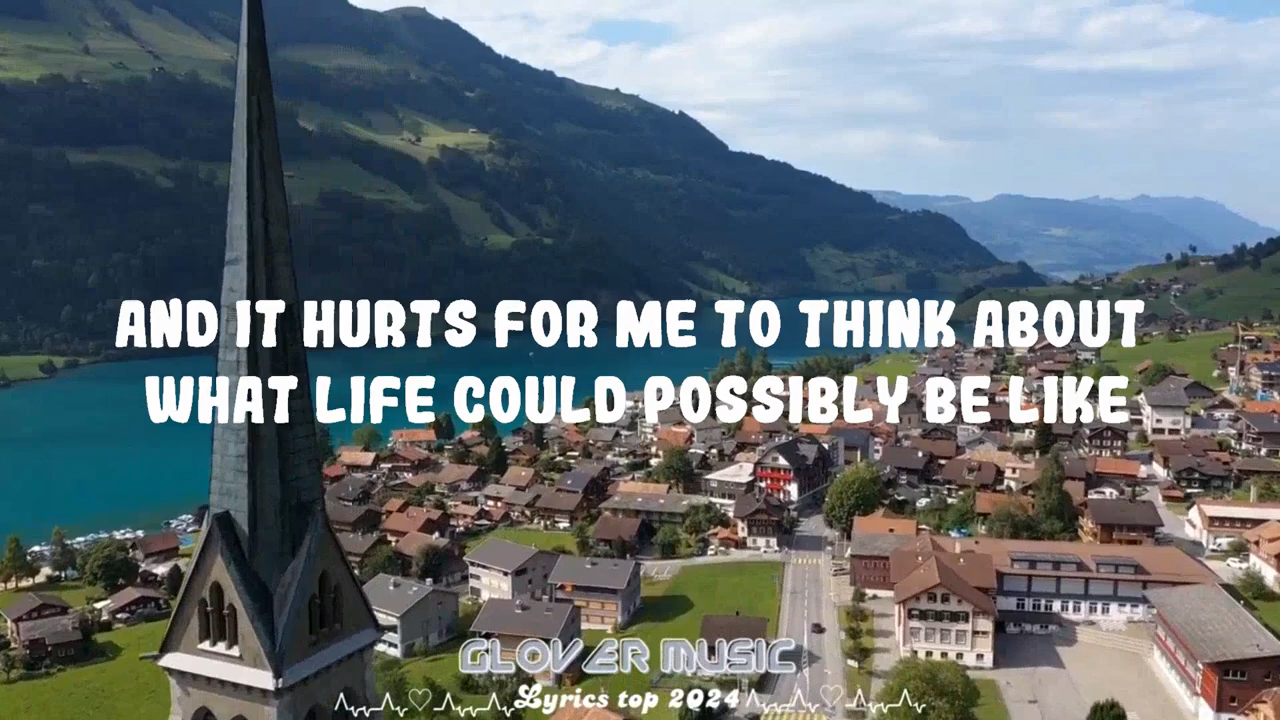 AND IT HURTS FOR ME TO THINK ABOUT
WHAT LIFE COULD POSSIBLY BE LIKE
GLOVER MUSIC
Lyrics top 2024